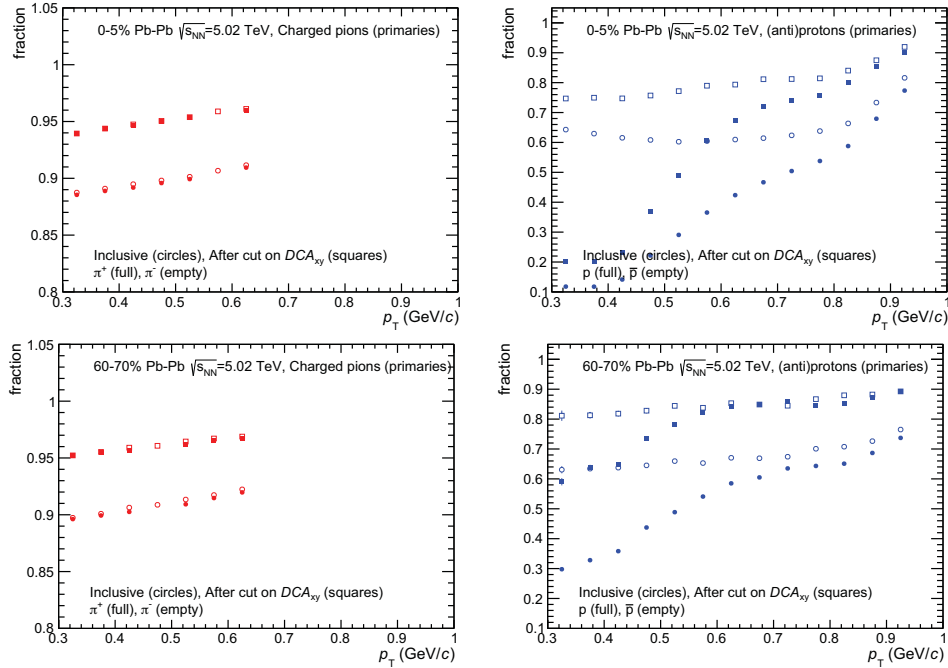 fraction
1.05
1
0.95
0.9
0.85
0.8
0-5% Pb-Pb √sNN=5.02 TeV, Charged pions (primaries)
Inclusive (circles), After cut on DCAxy (squares)
π+ (full), π- (empty)
0.3 0.4 0.5 0.6 0.7 0.8 0.9 1
pT (GeV/c)
fraction
1
0.9
0.8
0.7
0.6
0.5
0.4
0.3
0.2
0.1
0-5% Pb-Pb √sNN=5.02 TeV, (anti)protons (primaries)
Inclusive (circles), After cut on DCAxy (squares)
p (full), p̅ (empty)
0.3 0.4 0.5 0.6 0.7 0.8 0.9 1
pT (GeV/c)
fraction
1.05
1
0.95
0.9
0.85
0.8
60-70% Pb-Pb √sNN=5.02 TeV, Charged pions (primaries)
Inclusive (circles), After cut on DCAxy (squares)
π+ (full), π- (empty)
0.3 0.4 0.5 0.6 0.7 0.8 0.9 1
pT (GeV/c)
fraction
1
0.9
0.8
0.7
0.6
0.5
0.4
0.3
0.2
0.1
60-70% Pb-Pb √sNN=5.02 TeV, (anti)protons (primaries)
Inclusive (circles), After cut on DCAxy (squares)
p (full), p̅ (empty)
0.3 0.4 0.5 0.6 0.7 0.8 0.9 1
pT (GeV/c)